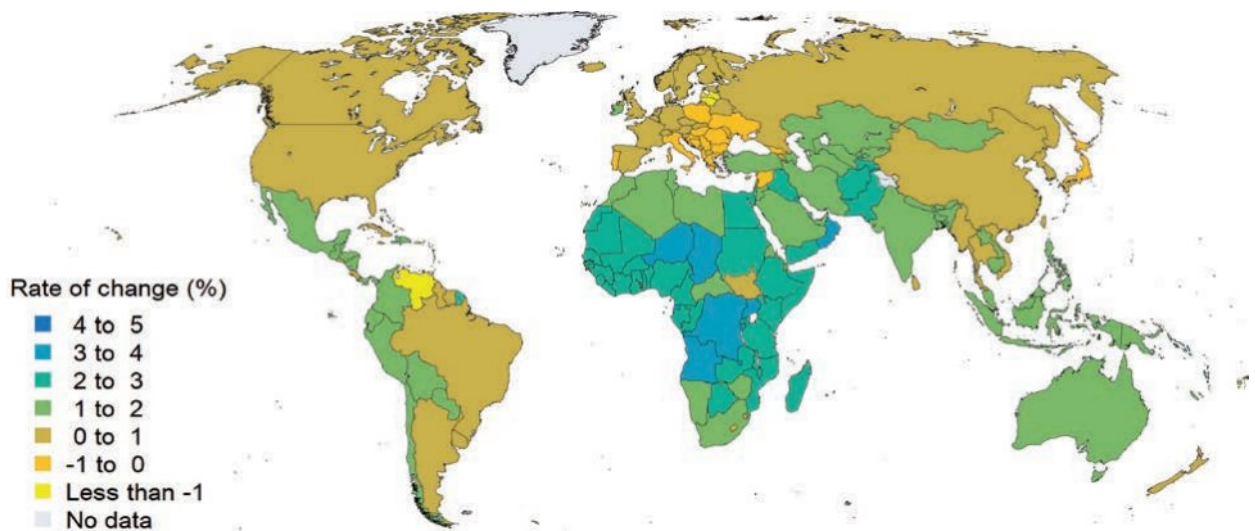 Rate of change (%)
4 to 5
3 to 4
2 to 3
1 to 2
0 to 1
-1 to 0
Less than -1
No data